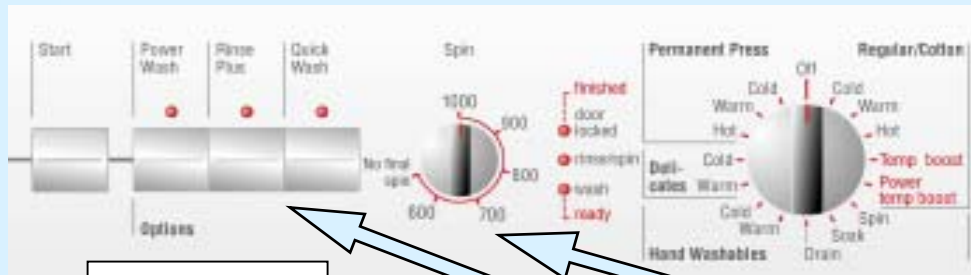 Start
Power
Wash
Rinse
Plus
Quick
Wash
Options
Spin
1000
900
800
700
600
No final
spin
finished
door
locked
rinse/spin
wash
ready
Permanent Press
Regular/Cotton
Off
Cold
Warm
Hot
Cold
Warm
Hot
Temp boost
Power
temp boost
Spin
Soak
Drain
Deli-
cates
Cold
Warm
Cold
Warm
Hand Washables